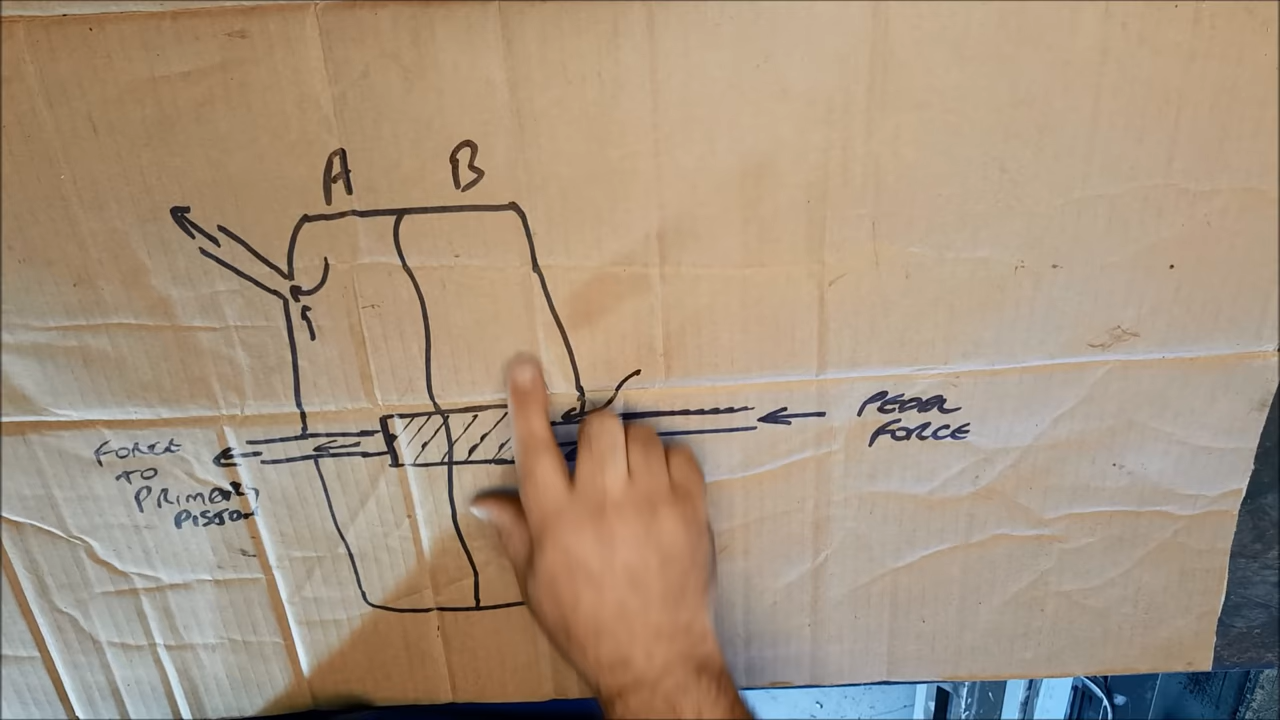 A B
PEDAL
FORCE
FORCE
TO
PRIMARY
PISTON